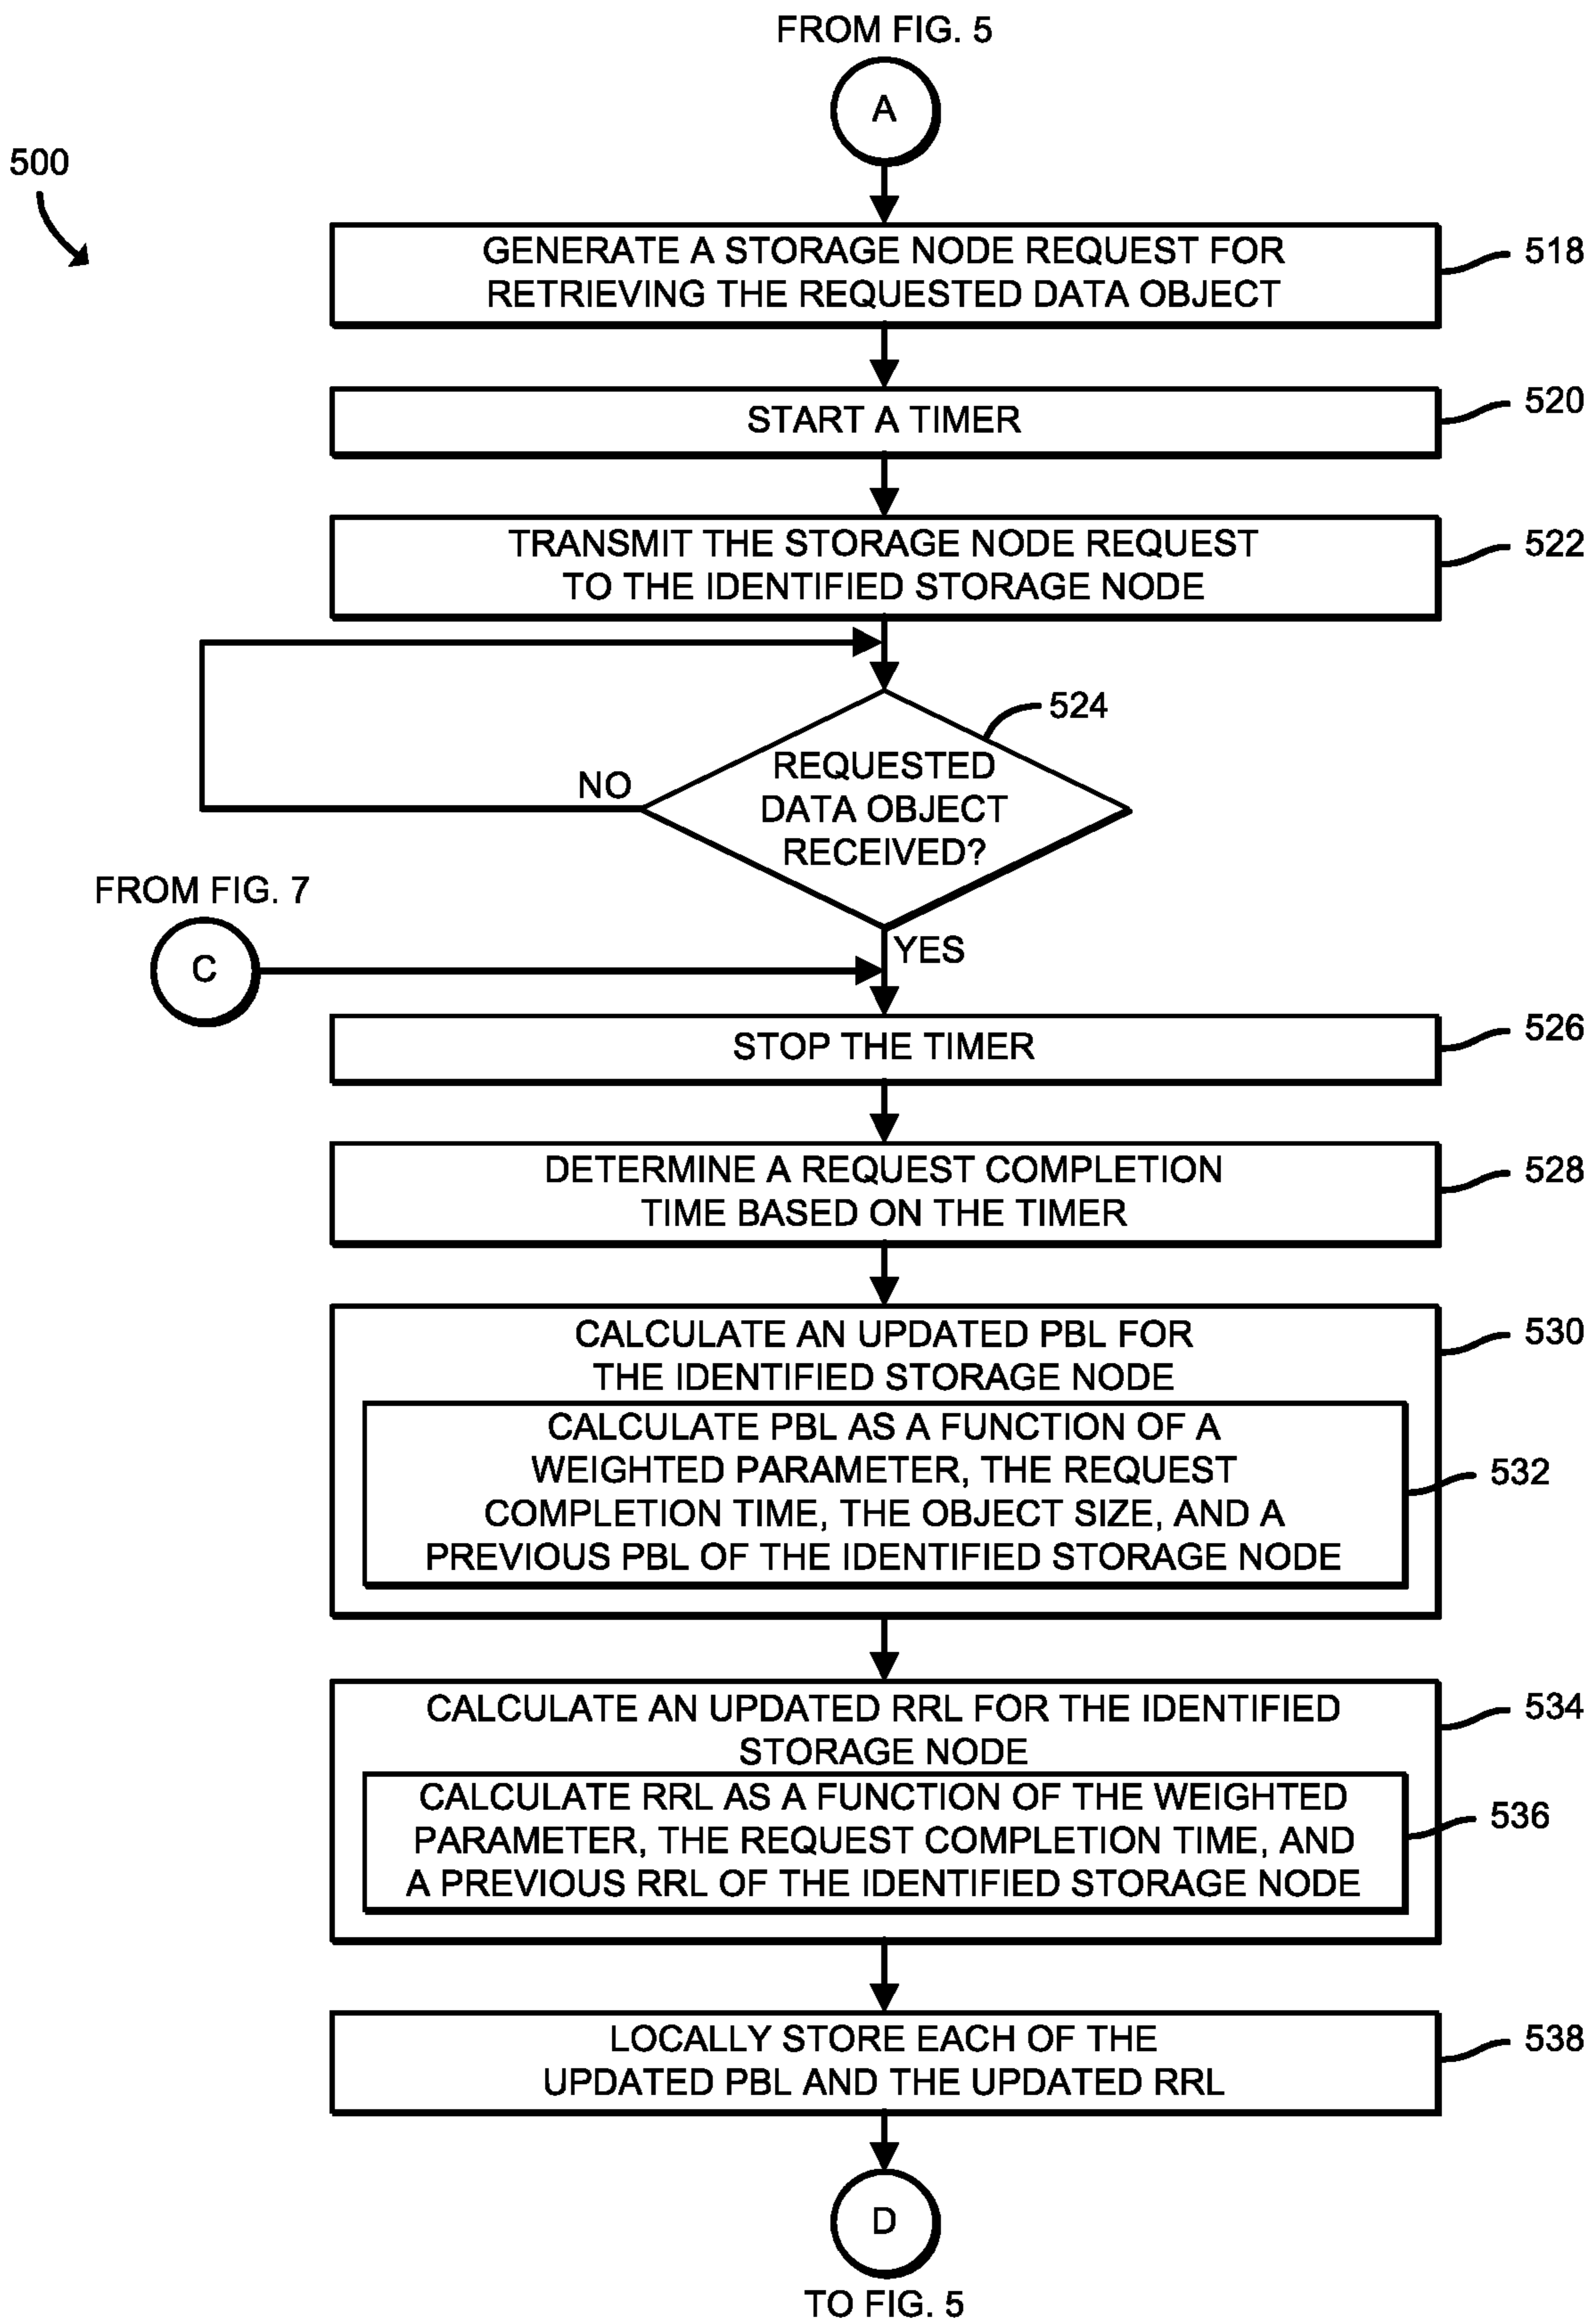 FROM FIG. 5
A
500
GENERATE A STORAGE NODE REQUEST FOR
RETRIEVING THE REQUESTED DATA OBJECT
518
START A TIMER
520
TRANSMIT THE STORAGE NODE REQUEST
TO THE IDENTIFIED STORAGE NODE
522
524
REQUESTED
DATA OBJECT
RECEIVED?
NO
YES
FROM FIG. 7
C
STOP THE TIMER
526
DETERMINE A REQUEST COMPLETION
TIME BASED ON THE TIMER
528
CALCULATE AN UPDATED PBL FOR
THE IDENTIFIED STORAGE NODE
530
CALCULATE PBL AS A FUNCTION OF A
WEIGHTED PARAMETER, THE REQUEST
COMPLETION TIME, THE OBJECT SIZE, AND A
PREVIOUS PBL OF THE IDENTIFIED STORAGE NODE
532
CALCULATE AN UPDATED RRL FOR THE IDENTIFIED
STORAGE NODE
534
CALCULATE RRL AS A FUNCTION OF THE WEIGHTED
PARAMETER, THE REQUEST COMPLETION TIME, AND
A PREVIOUS RRL OF THE IDENTIFIED STORAGE NODE
536
LOCALLY STORE EACH OF THE
UPDATED PBL AND THE UPDATED RRL
538
D
TO FIG. 5